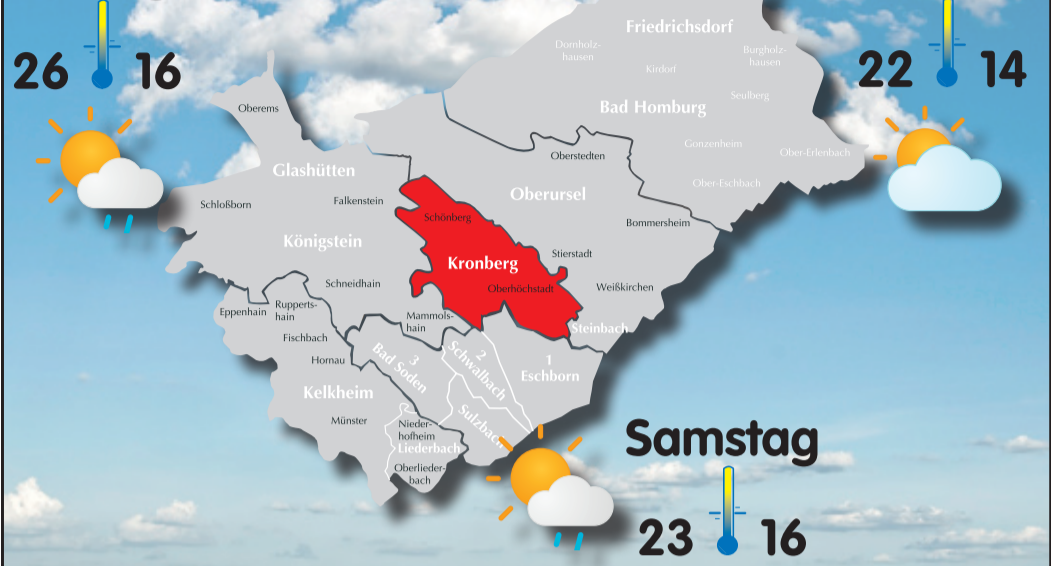 26 16
22 14
Friedrichsdorf
Dornholz-
hausen
Burgholz-
hausen
Kirdorf
Seulberg
Bad Homburg
Oberems
Gonzenheim
Ober-Erlenbach
Oberstedten
Glashütten
Ober-Eschbach
Oberursel
Schloßborn
Falkenstein
Schönberg
Bommersheim
Königstein
Stierstadt
Kronberg
Schneidhain
Oberhöchstadt
Weißkirchen
Eppenhain
Rupperts-
hain
Mammols-
hain
Steinbach
Fischbach
Hornau
3
Bad Soden
2
Schwalbach
1
Eschborn
Kelkheim
Münster
Sulzbach
Nieder-
hofheim
Liederbach
Oberlieder-
bach
Samstag
23 16